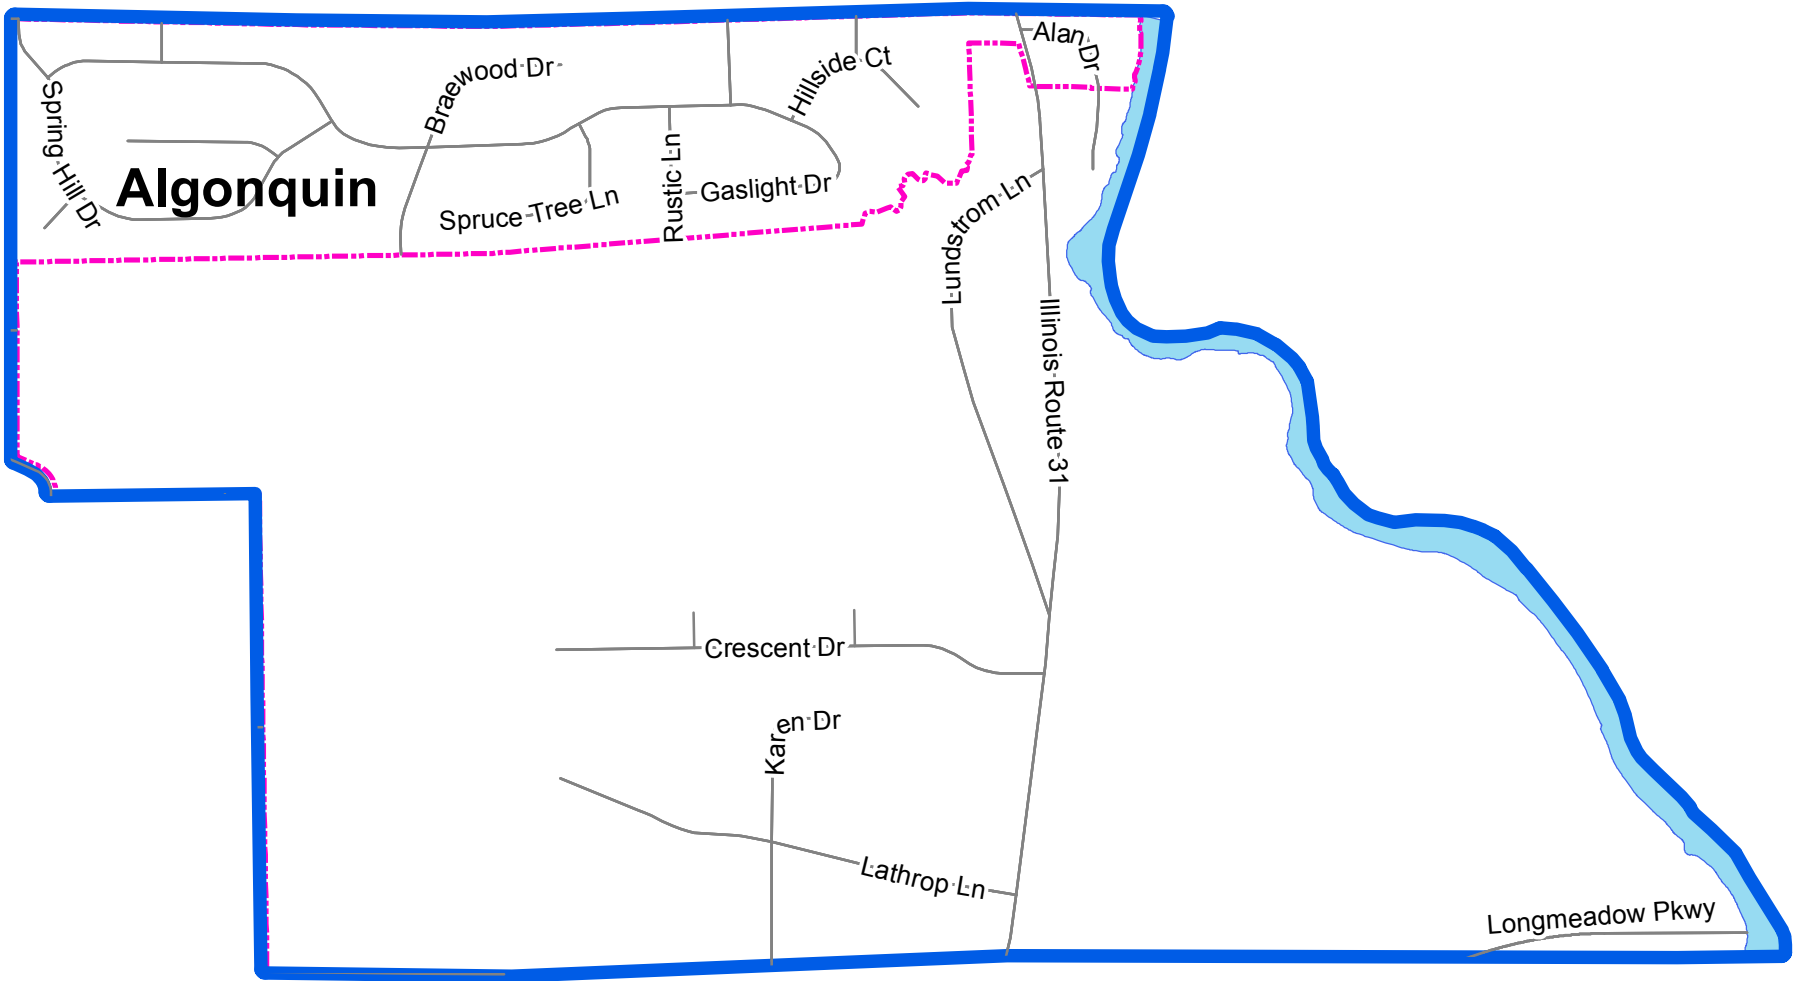 Alan Dr
Hillside Ct
Braewood Dr
Spring Hill Dr
Algonquin
Rustic Ln
Gaslight Dr
Spruce Tree Ln
Lundstrom Ln
Illinois Route 31
Crescent Dr
Karen Dr
Lathrop Ln
Longmeadow Pkwy